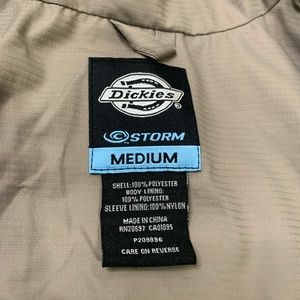 Dickies
STORM
MEDIUM
SHELL:100% POLYESTER
BODY LINING:
100% POLYESTER
SLEEVE LINING:100% NYLON
MADE IN CHINA
RN20697 CA01095
P209896
CARE ON REVERSE